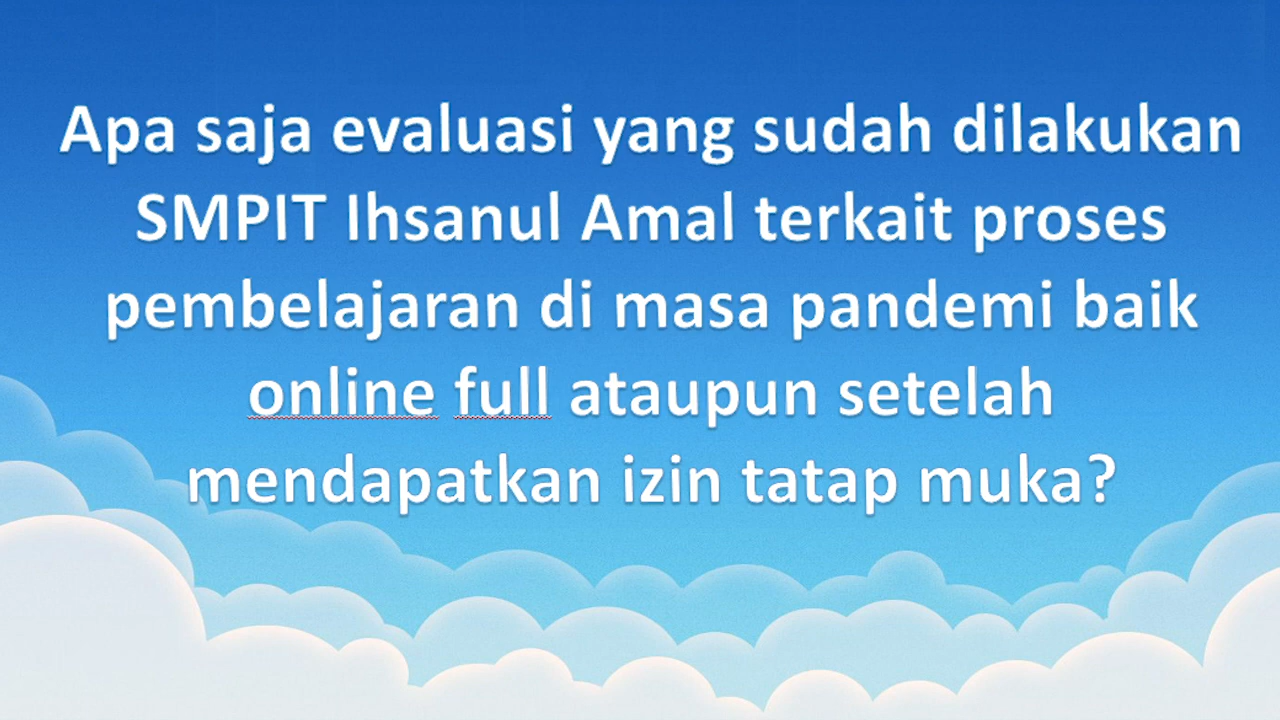 Apa saja evaluasi yang sudah dilakukan
SMPIT Ihsanul Amal terkait proses
pembelajaran di masa pandemi baik
online full ataupun setelah
mendapatkan izin tatap muka?